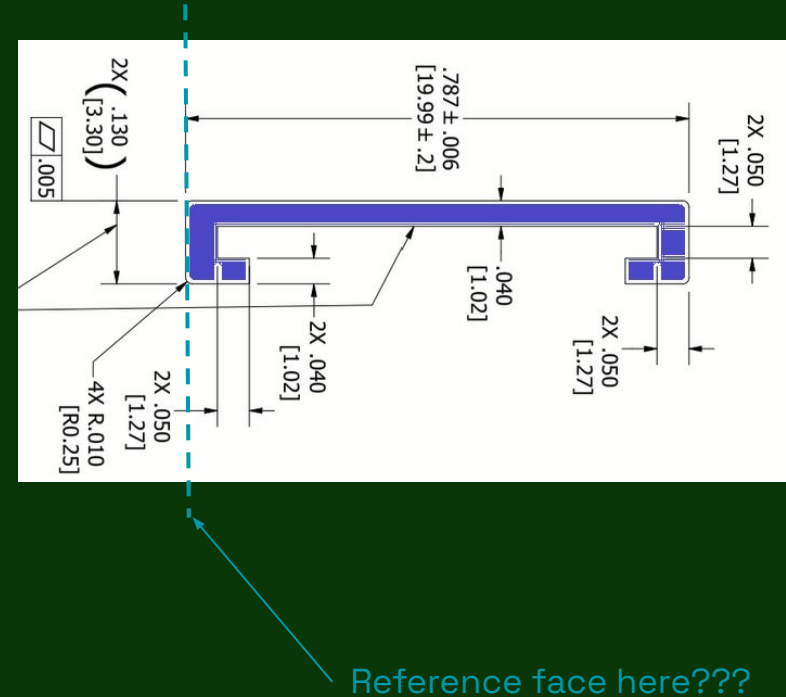 2X ( .130 )
[3.30]
⏥ .005
.787 ± .006
[19.99 ± .2]
2X .050
[1.27]
.040
[1.02]
2X .040
[1.02]
2X .050
[1.27]
2X .050
[1.27]
4X R.010
[R0.25]
Reference face here???